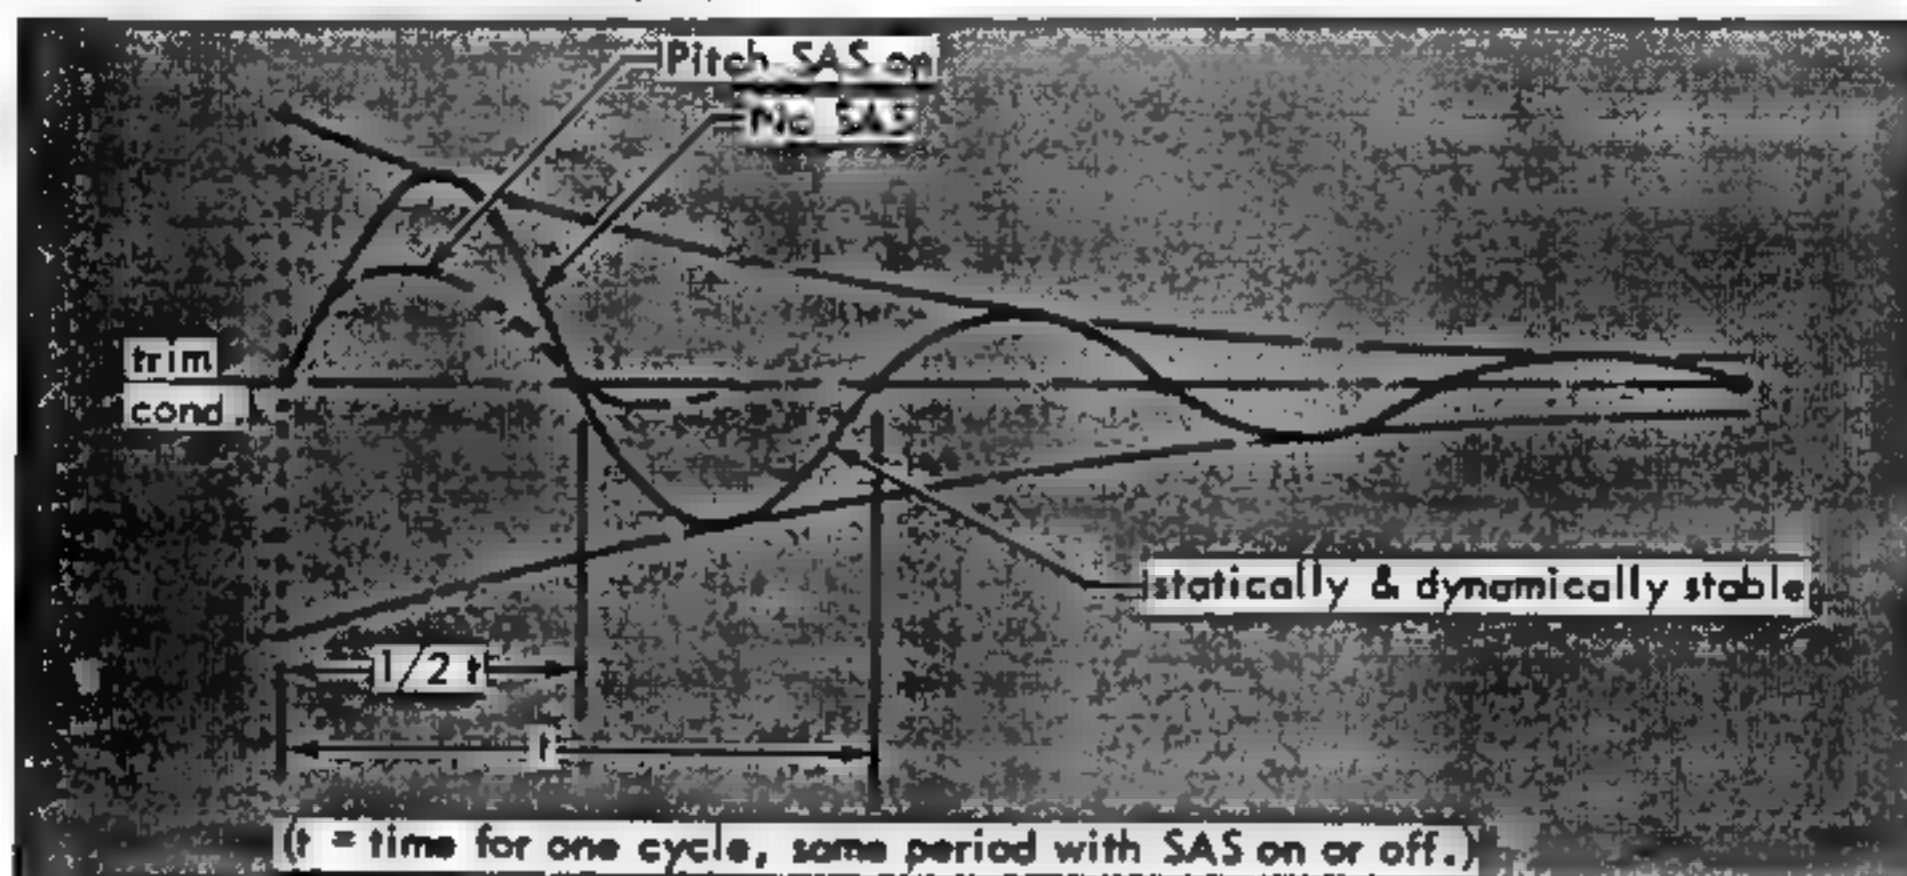 Pitch SAS on
No SAS
trim
cond.
statically & dynamically stable
1/2 t
t
(t = time for one cycle, same period with SAS on or off.)